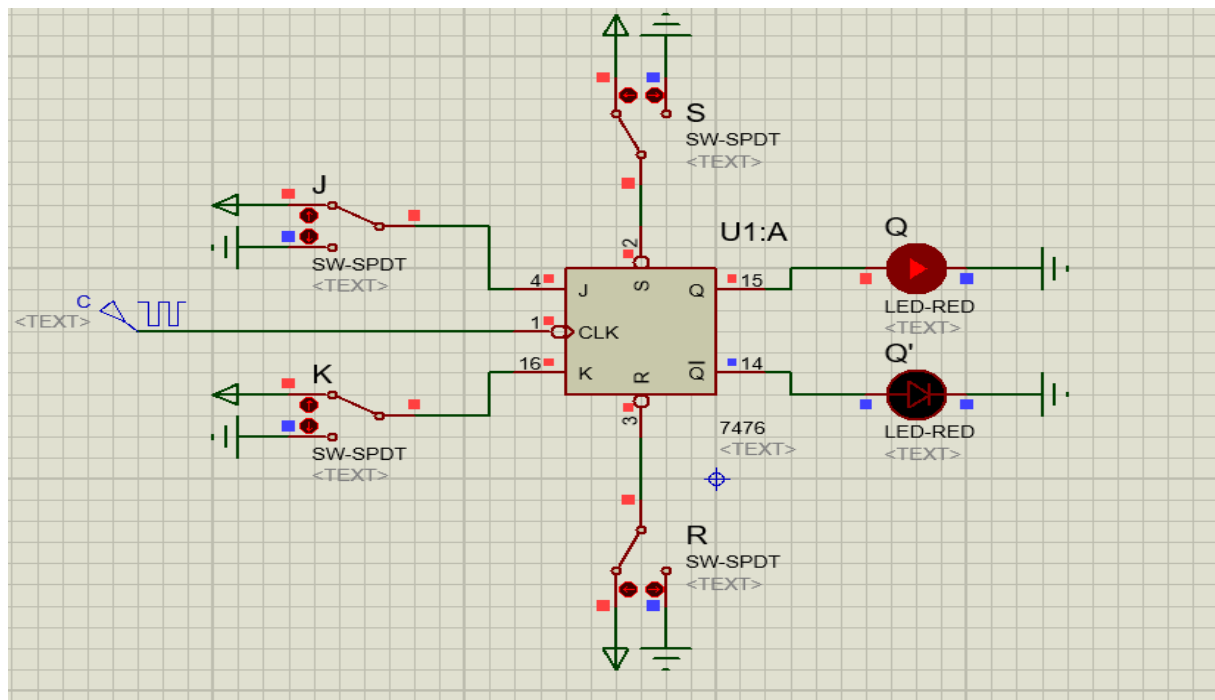 S
SW-SPDT
<TEXT>
J
SW-SPDT
<TEXT>
C
<TEXT>
K
SW-SPDT
<TEXT>
U1:A
2
S
4
J
Q
15
1
CLK
16
K
Q̅
14
R
3
7476
<TEXT>
Q
LED-RED
<TEXT>
Q'
LED-RED
<TEXT>
R
SW-SPDT
<TEXT>